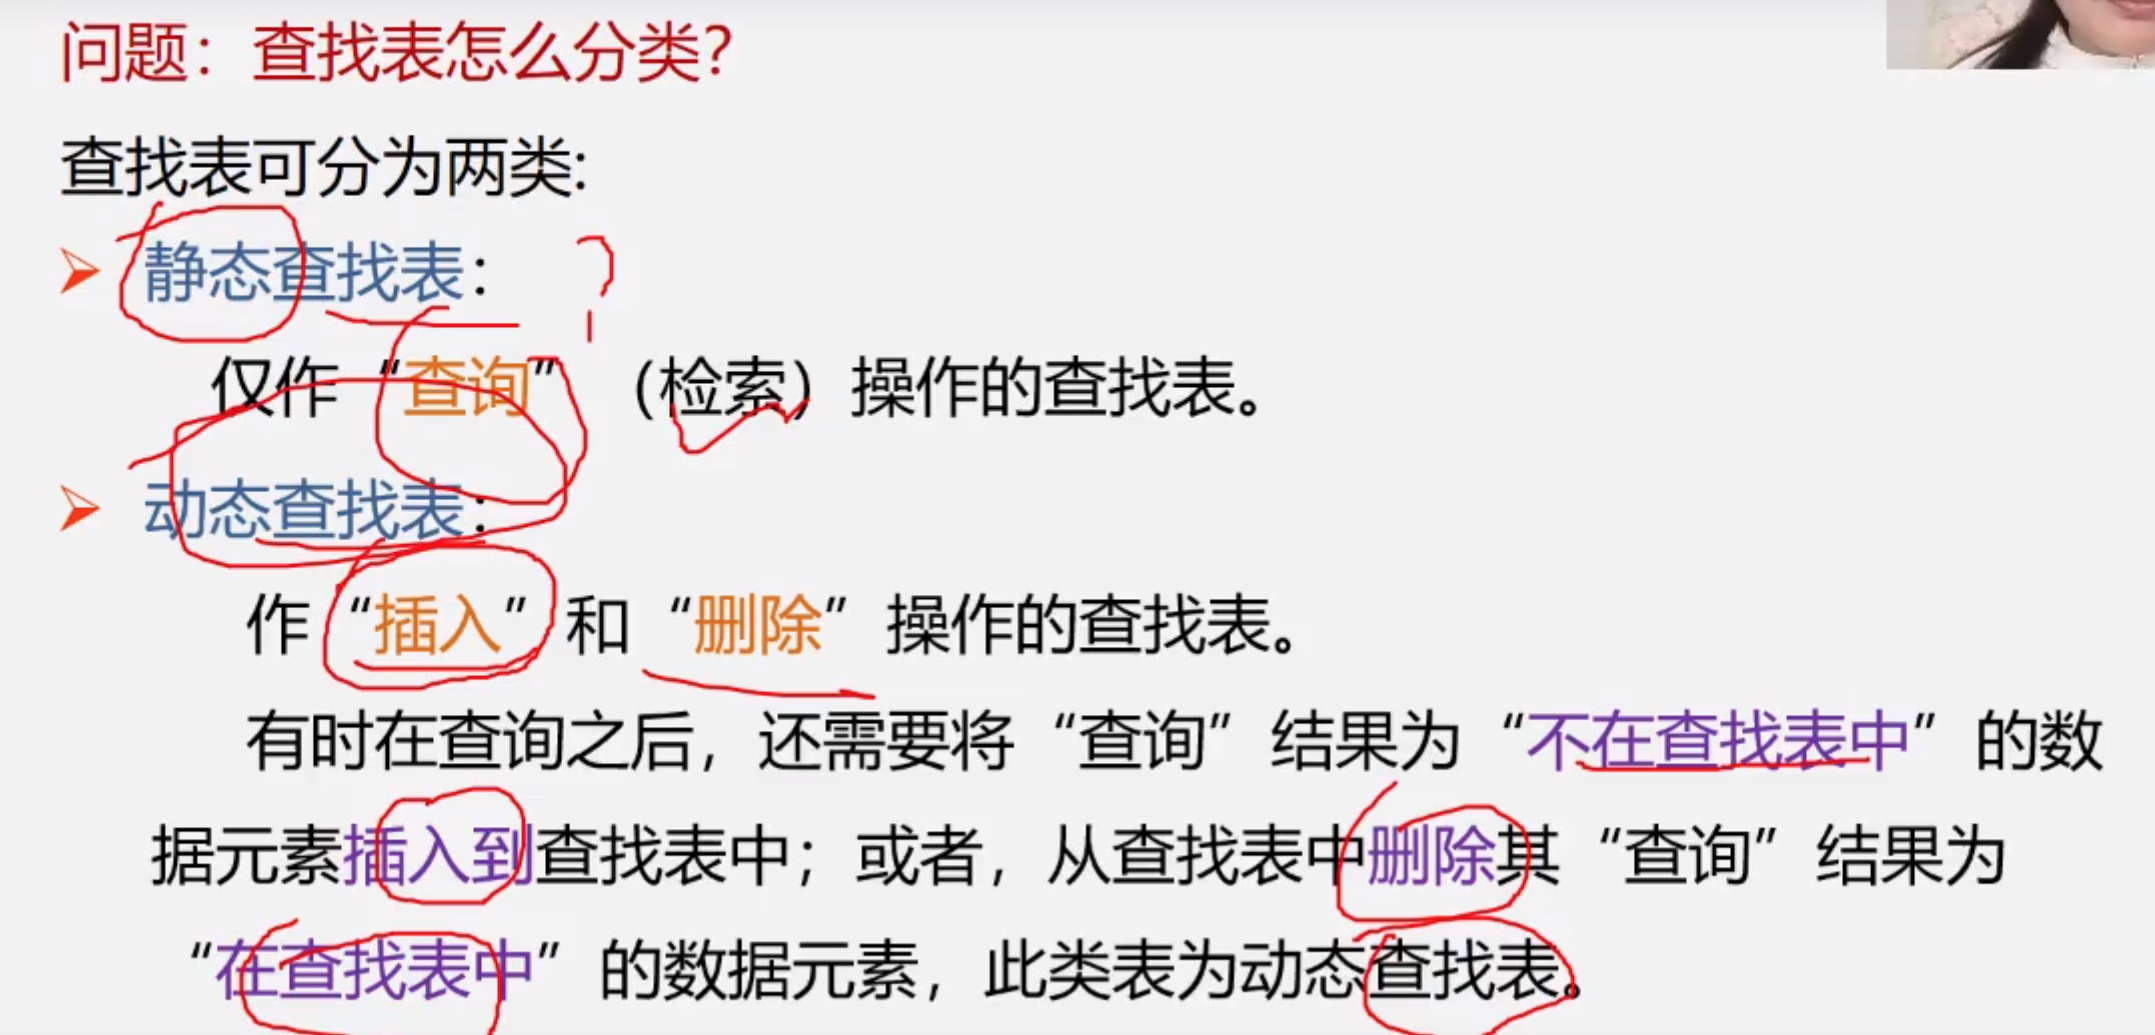 问题：查找表怎么分类？
查找表可分为两类:
静态查找表：
仅作“查询”（检索）操作的查找表。
动态查找表：
作“插入”和“删除”操作的查找表。
有时在查询之后，还需要将“查询”结果为“不在查找表中”的数
据元素插入到查找表中；或者，从查找表中删除其“查询”结果为
“在查找表中”的数据元素，此类表为动态查找表。